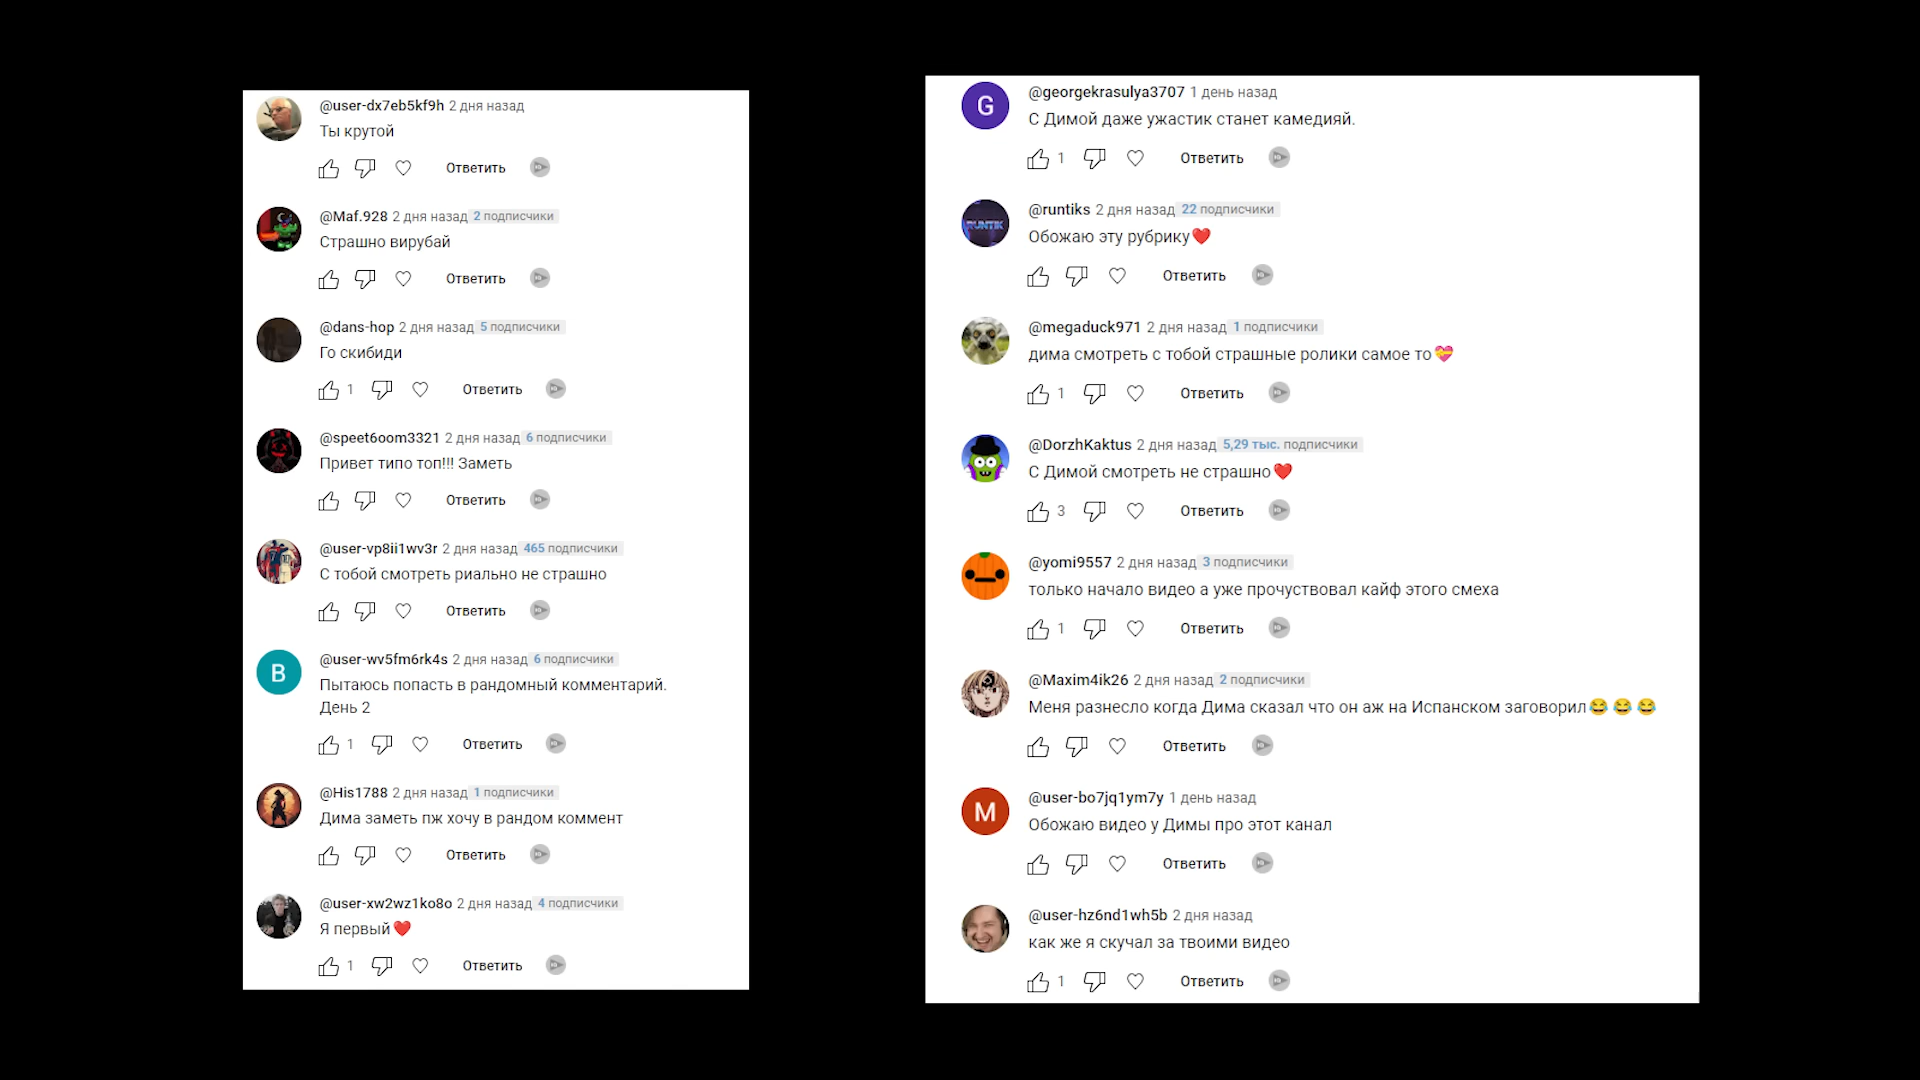 @user-dx7eb5kf9h 2 дня назад
Ты крутой
Ответить
@Maf.928 2 дня назад 2 подписчики
Страшно вирубай
Ответить
@dans-hop 2 дня назад 5 подписчики
Го скибиди
1 Ответить
@speet6oom3321 2 дня назад 6 подписчики
Привет типо топ!!! Заметь
Ответить
@user-vp8ii1wv3r 2 дня назад 465 подписчики
С тобой смотреть риально не страшно
Ответить
B
@user-wv5fm6rk4s 2 дня назад 6 подписчики
Пытаюсь попасть в рандомный комментарий.
День 2
1 Ответить
@His1788 2 дня назад 1 подписчики
Дима заметь пж хочу в рандом коммент
Ответить
@user-xw2wz1ko8o 2 дня назад 4 подписчики
Я первый❤️
1 Ответить
G
@georgekrasulya3707 1 день назад
С Димой даже ужастик станет камедияй.
1 Ответить
RUNTIK
@runtiks 2 дня назад 22 подписчики
Обожаю эту рубрику❤️
Ответить
@megaduck971 2 дня назад 1 подписчики
дима смотреть с тобой страшные ролики самое то💝
1 Ответить
@DorzhKaktus 2 дня назад 5,29 тыс. подписчики
С Димой смотреть не страшно❤️
3 Ответить
@yomi9557 2 дня назад 3 подписчики
только начало видео а уже прочуствовал кайф этого смеха
1 Ответить
@Maxim4ik26 2 дня назад 2 подписчики
Меня разнесло когда Дима сказал что он аж на Испанском заговорил😂😂😂
Ответить
M
@user-bo7jq1ym7y 1 день назад
Обожаю видео у Димы про этот канал
Ответить
@user-hz6nd1wh5b 2 дня назад
как же я скучал за твоими видео
1 Ответить